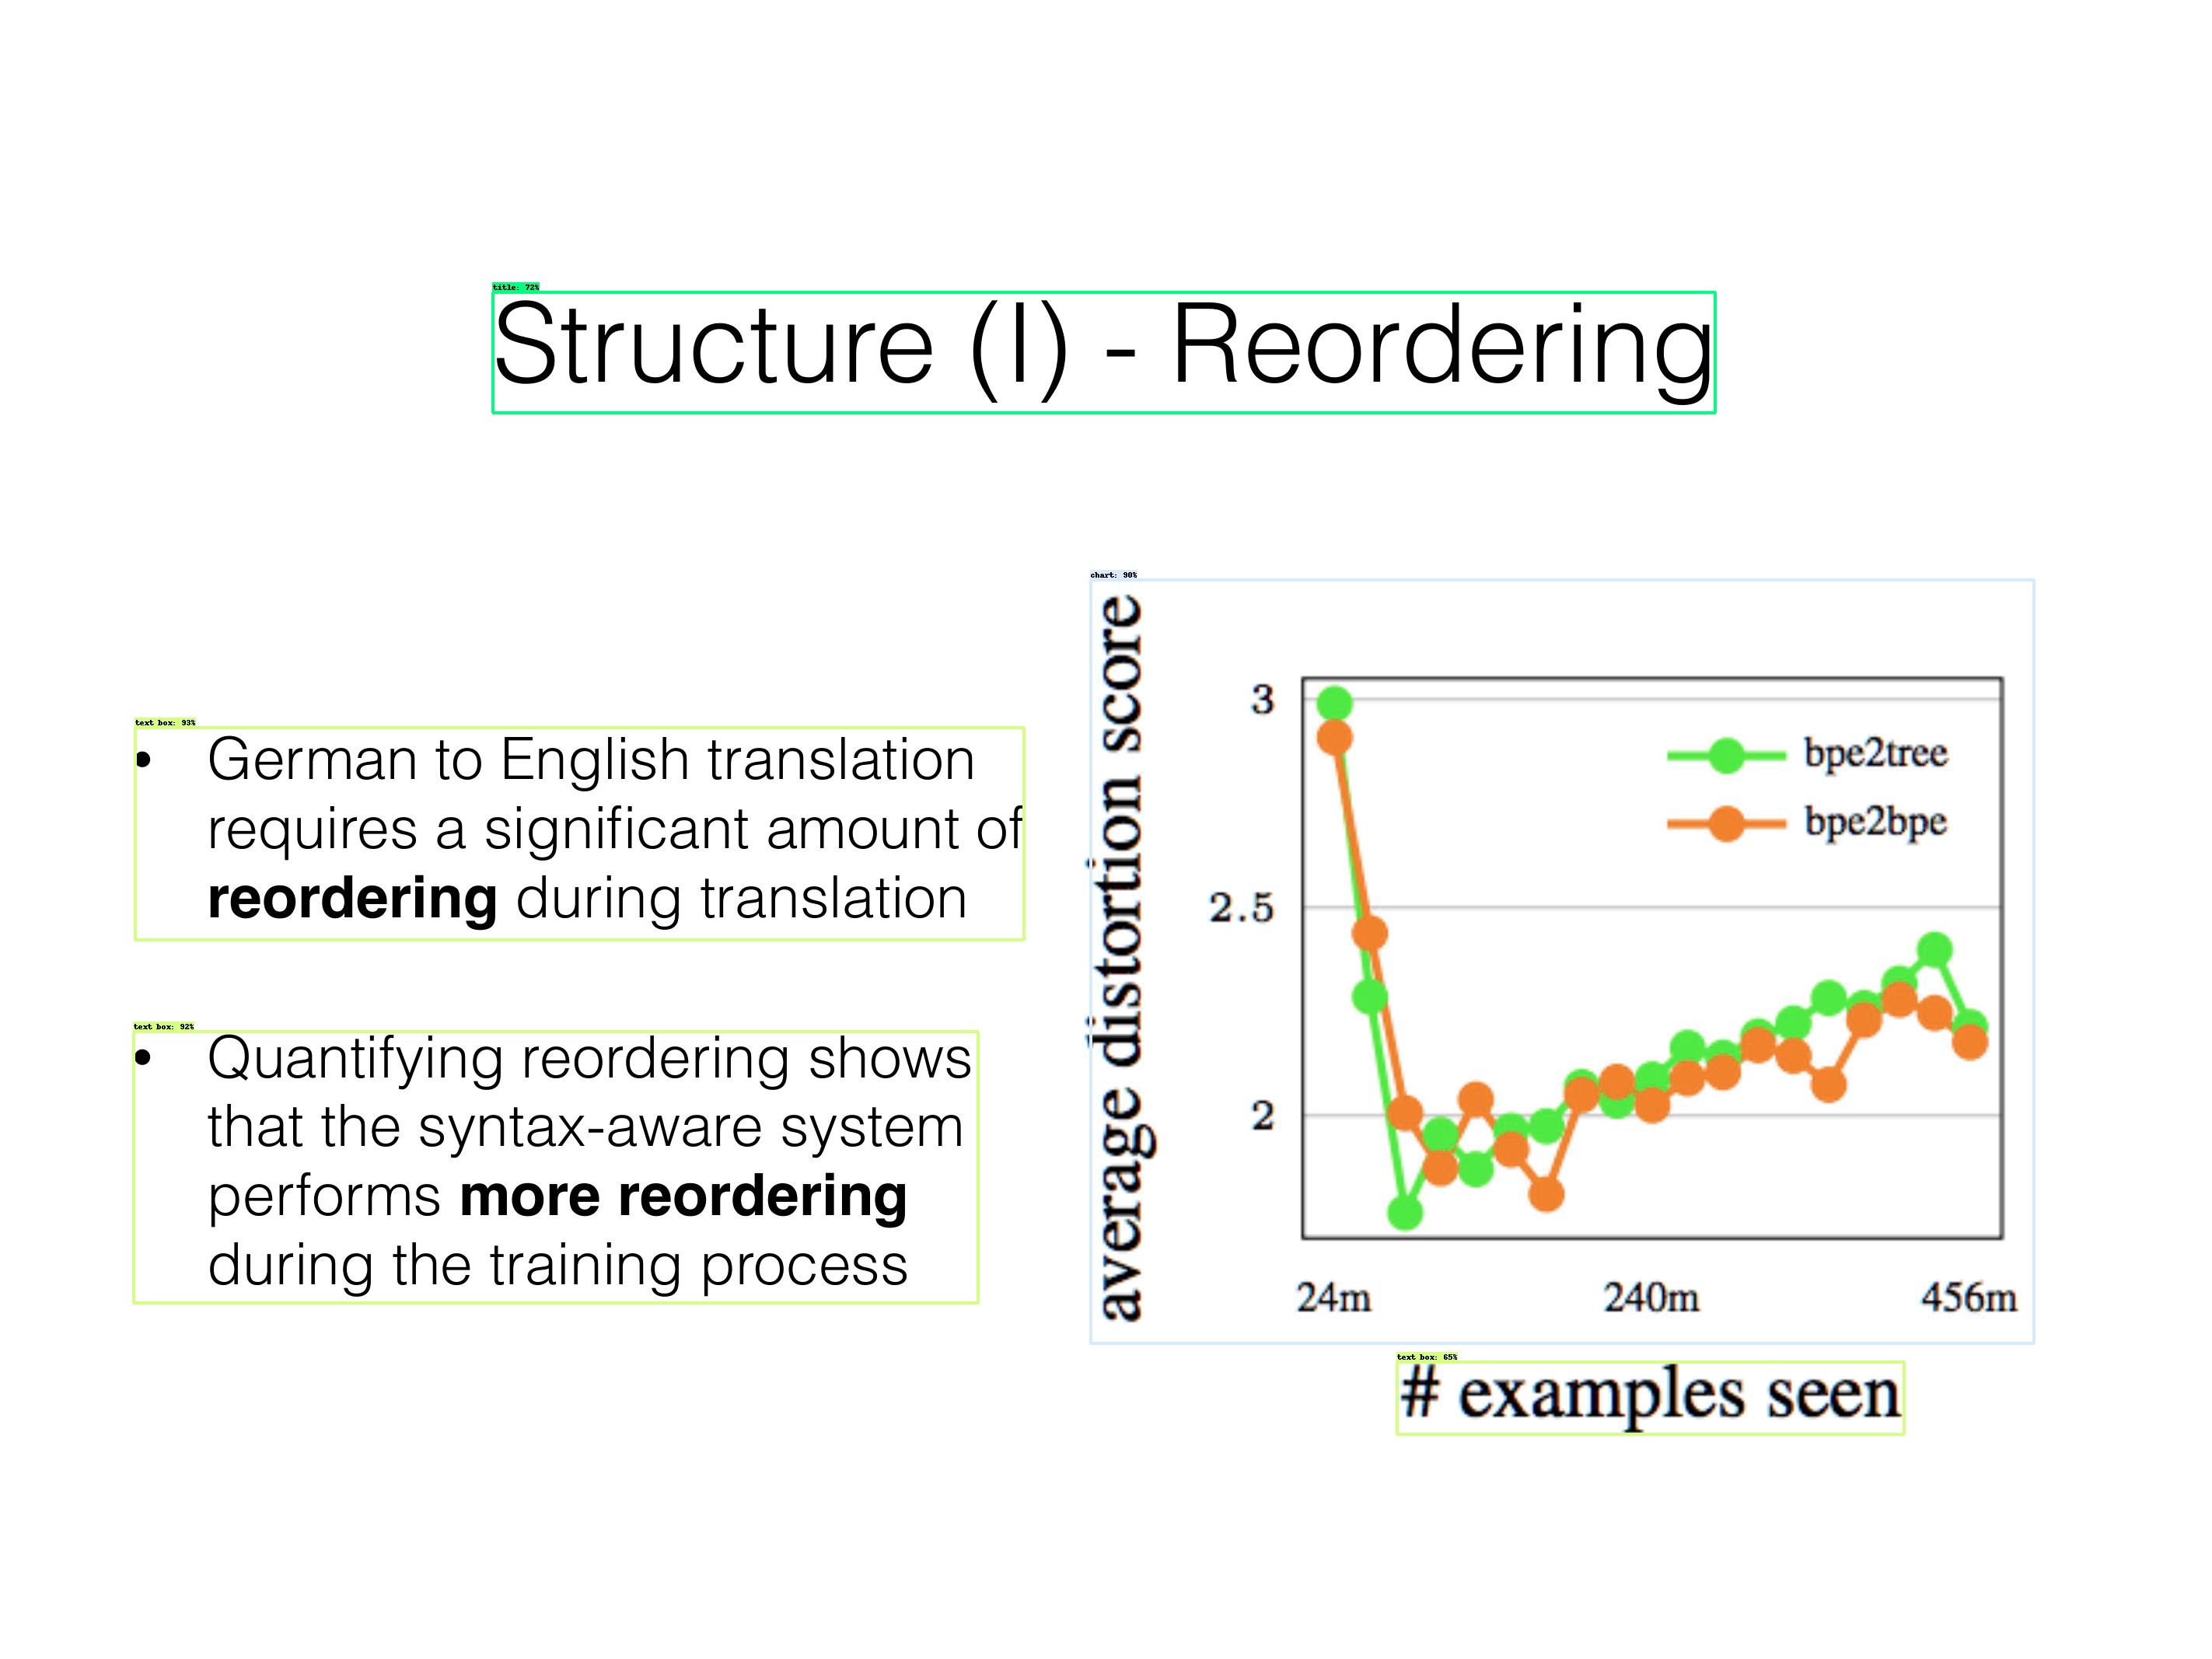 title: 72%
Structure (I) - Reordering
text box: 93%
• German to English translation
requires a significant amount of
reordering during translation
text box: 92%
• Quantifying reordering shows
that the syntax-aware system
performs more reordering
during the training process
chart: 90%
average distortion score
3
2.5
2
bpe2tree
bpe2bpe
24m 240m 456m
text box: 65%
# examples seen